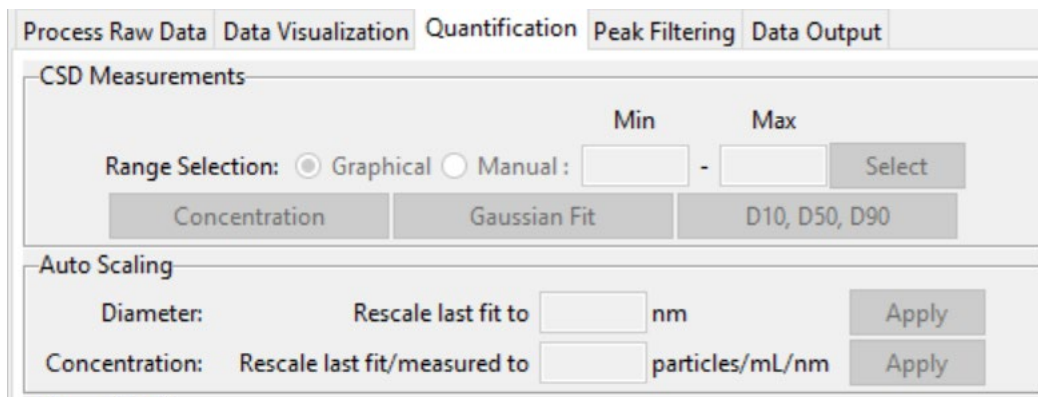 Process Raw Data Data Visualization Quantification Peak Filtering Data Output
CSD Measurements
Min Max
Range Selection: Graphical Manual : - Select
Concentration Gaussian Fit D10, D50, D90
Auto Scaling
Diameter: Rescale last fit to nm Apply
Concentration: Rescale last fit/measured to particles/mL/nm Apply